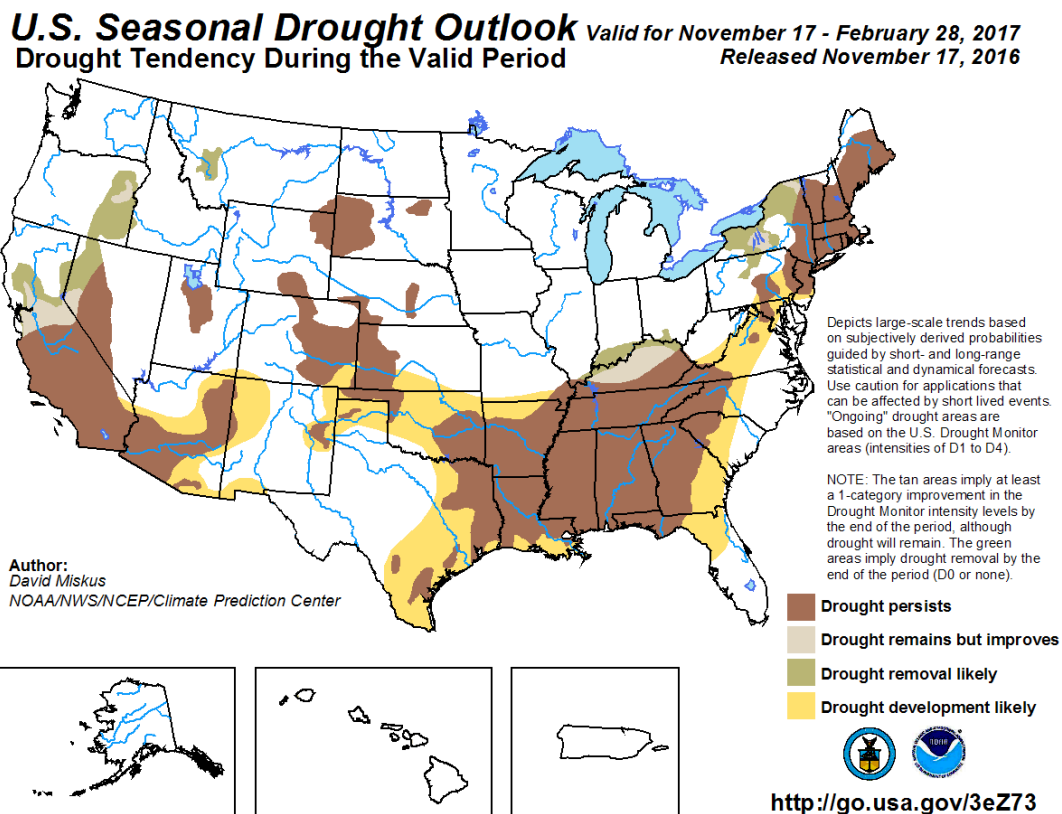 U.S. Seasonal Drought Outlook Valid for November 17 - February 28, 2017
Drought Tendency During the Valid Period Released November 17, 2016
Depicts large-scale trends based
on subjectively derived probabilities
guided by short- and long-range
statistical and dynamical forecasts.
Use caution for applications that
can be affected by short lived events.
"Ongoing" drought areas are
based on the U.S. Drought Monitor
areas (intensities of D1 to D4).
NOTE: The tan areas imply at least
a 1-category improvement in the
Drought Monitor intensity levels by
the end of the period, although
drought will remain. The green
areas imply drought removal by the
end of the period (D0 or none).
Author:
David Miskus
NOAA/NWS/NCEP/Climate Prediction Center
Drought persists
Drought remains but improves
Drought removal likely
Drought development likely
NOAA
http://go.usa.gov/3eZ73